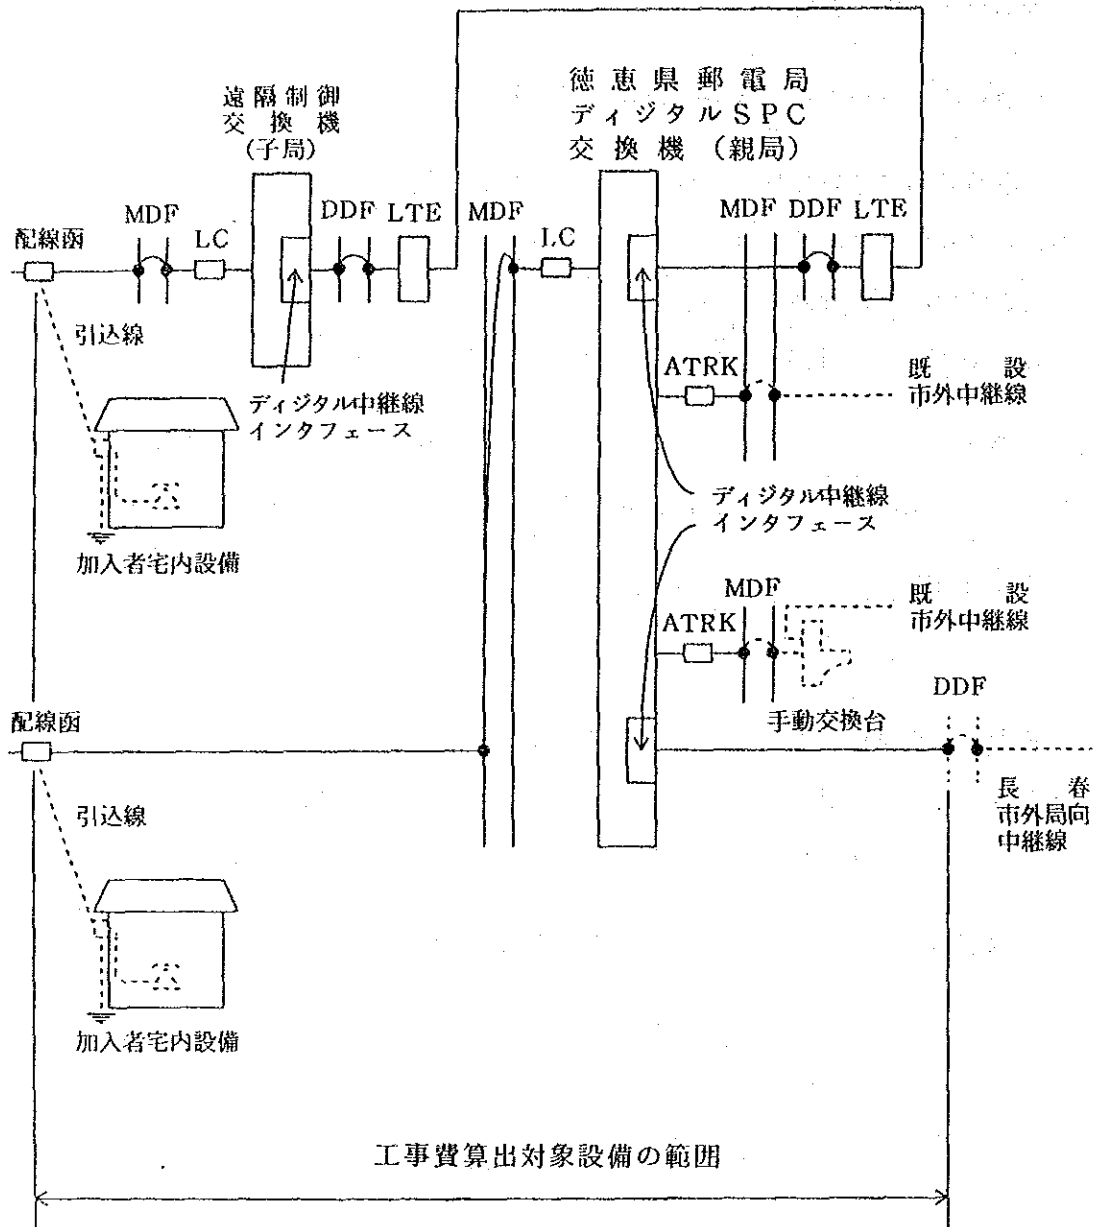 遠隔制御
交換機
(子局)
徳恵県郵電局
ディジタルSPC
交換機（親局）
MDF
DDF
LTE
MDF
MDF
DDF
LTE
配線函
LC
LC
引込線
ATRK
既設
市外中継線
ディジタル中継線
インタフェース
ディジタル中継線
インタフェース
加入者宅内設備
MDF
既設
市外中継線
ATRK
DDF
配線函
手動交換台
長春
市外局向
中継線
引込線
加入者宅内設備
工事費算出対象設備の範囲